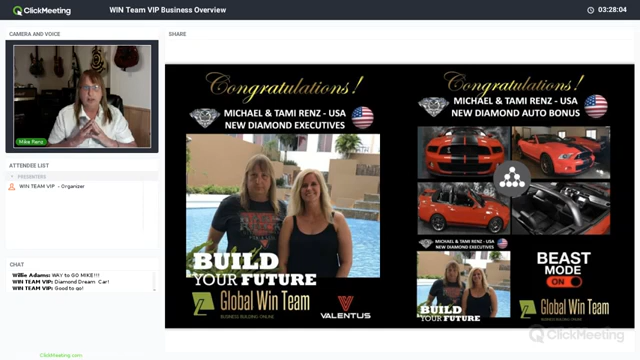 ClickMeeting
WIN Team VIP Business Overview
03:28:04
CAMERA AND VOICE
SHARE
Mike Renz
ATTENDEE LIST
PRESENTERS
WIN TEAM VIP - Organizer
CHAT
Willie Adams: WAY to GO MIKE!!!
WIN TEAM VIP: Diamond Dream Car!
WIN TEAM VIP: Good to go!
ClickMeeting.com
Congratulations!
MICHAEL & TAMI RENZ - USA
NEW DIAMOND EXECUTIVES
BUILD
YOUR FUTURE
Global Win Team
BUSINESS BUILDING ONLINE
VALENTUS
Congratulations!
MICHAEL & TAMI RENZ - USA
NEW DIAMOND AUTO BONUS
MICHAEL & TAMI RENZ - USA
NEW DIAMOND EXECUTIVES
BUILD
YOUR FUTURE
BEAST
MODE
ON
Global Win Team
BUSINESS BUILDING ONLINE
ClickMeeting